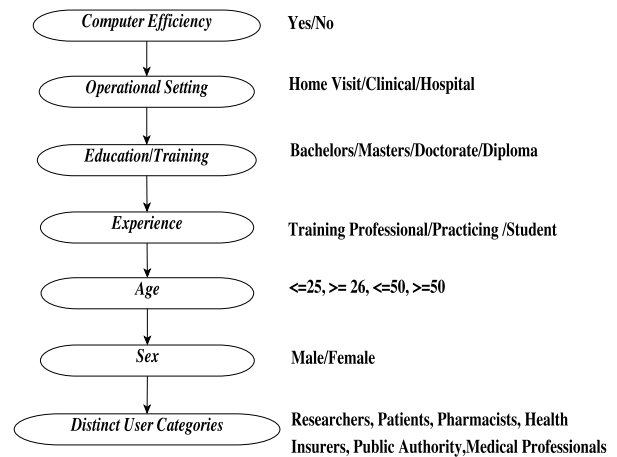 Computer Efficiency
Yes/No
Operational Setting
Home Visit/Clinical/Hospital
Education/Training
Bachelors/Masters/Doctorate/Diploma
Experience
Training Professional/Practicing /Student
Age
<=25, >= 26, <=50, >=50
Sex
Male/Female
Distinct User Categories
Researchers, Patients, Pharmacists, Health
Insurers, Public Authority,Medical Professionals